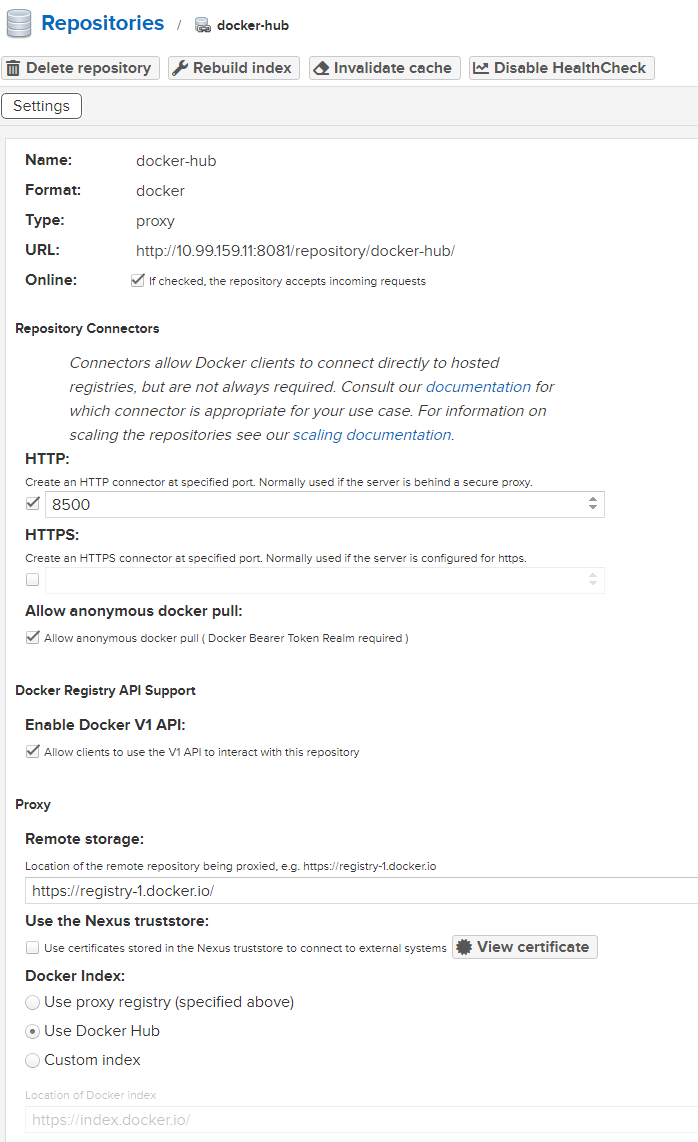 Repositories / docker-hub
Delete repository Rebuild index Invalidate cache Disable HealthCheck
Settings
Name: docker-hub
Format: docker
Type: proxy
URL: http://10.99.159.11:8081/repository/docker-hub/
Online: If checked, the repository accepts incoming requests
Repository Connectors
Connectors allow Docker clients to connect directly to hosted
registries, but are not always required. Consult our documentation for
which connector is appropriate for your use case. For information on
scaling the repositories see our scaling documentation.
HTTP:
Create an HTTP connector at specified port. Normally used if the server is behind a secure proxy.
8500
HTTPS:
Create an HTTPS connector at specified port. Normally used if the server is configured for https.
Allow anonymous docker pull:
Allow anonymous docker pull ( Docker Bearer Token Realm required )
Docker Registry API Support
Enable Docker V1 API:
Allow clients to use the V1 API to interact with this repository
Proxy
Remote storage:
Location of the remote repository being proxied, e.g. https://registry-1.docker.io
https://registry-1.docker.io/
Use the Nexus truststore:
Use certificates stored in the Nexus truststore to connect to external systems View certificate
Docker Index:
Use proxy registry (specified above)
Use Docker Hub
Custom index
Location of Docker index
https://index.docker.io/